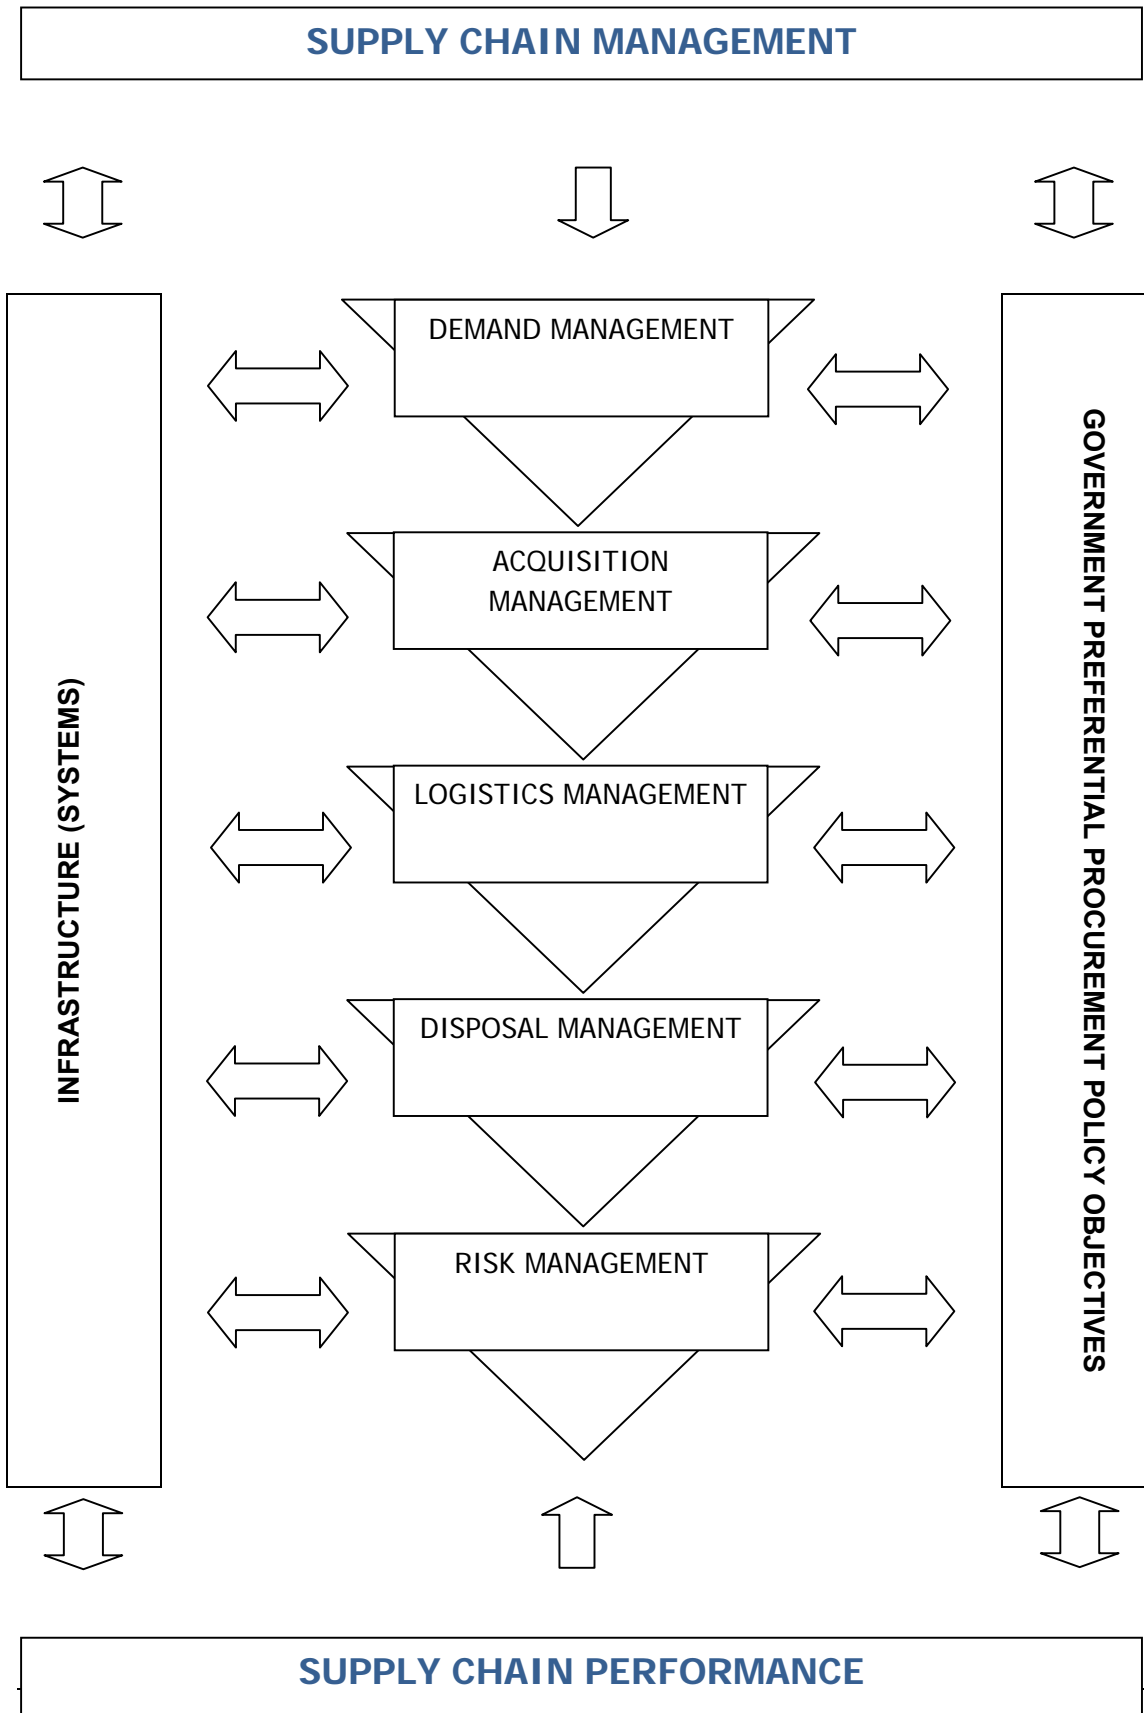 SUPPLY CHAIN MANAGEMENT
DEMAND MANAGEMENT
ACQUISITION
MANAGEMENT
LOGISTICS MANAGEMENT
DISPOSAL MANAGEMENT
RISK MANAGEMENT
INFRASTRUCTURE (SYSTEMS)
GOVERNMENT PREFERENTIAL PROCUREMENT POLICY OBJECTIVES
SUPPLY CHAIN PERFORMANCE